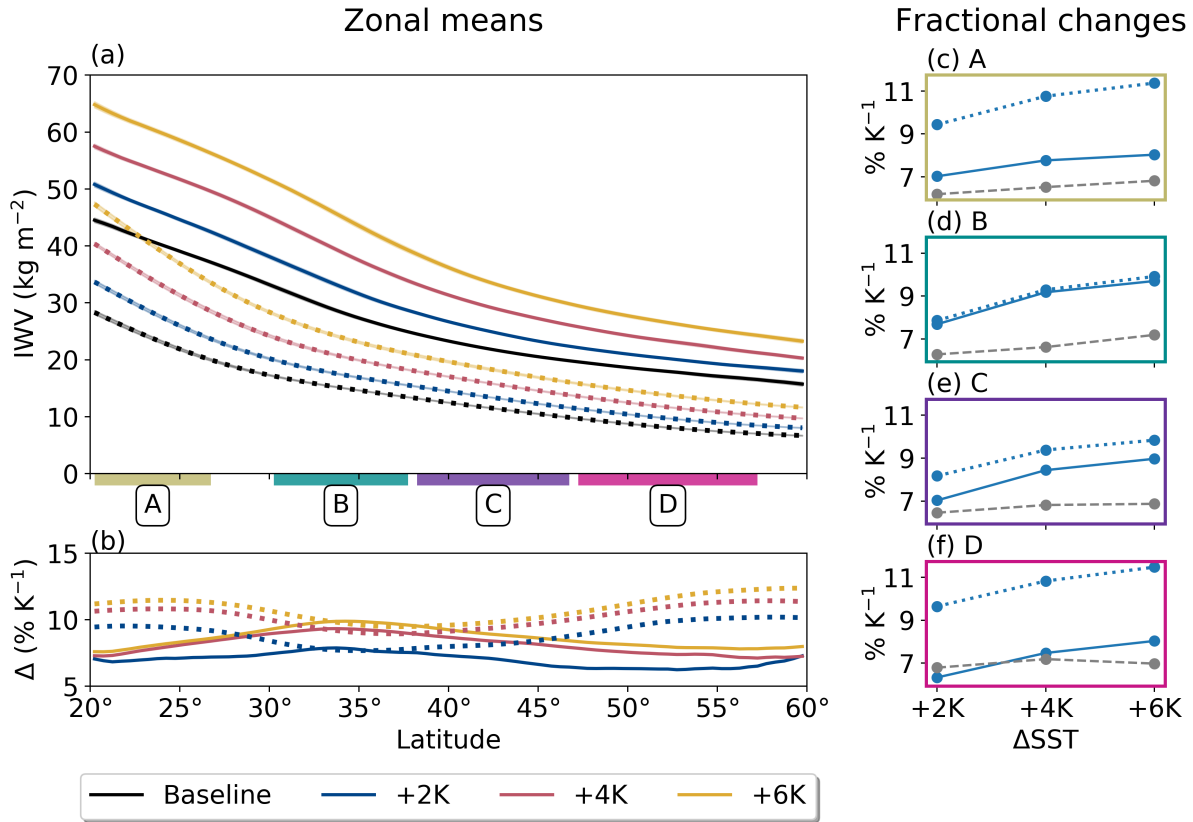 Zonal means
Fractional changes
(a)
IWV (kg m⁻²)
70
60
50
40
30
20
10
0
A
B
C
D
(b)
Δ (% K⁻¹)
15
10
5
20° 25° 30° 35° 40° 45° 50° 55° 60°
Latitude
(c) A
% K⁻¹
11
9
7
(d) B
% K⁻¹
11
9
7
(e) C
% K⁻¹
11
9
7
(f) D
% K⁻¹
11
9
7
+2K +4K +6K
ΔSST
Baseline +2K +4K +6K